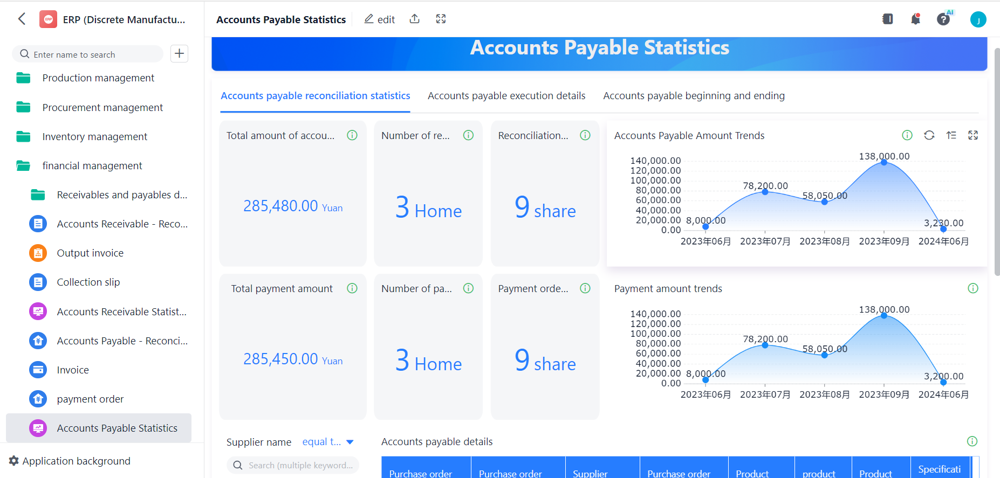 ERP (Discrete Manufactu...
Accounts Payable Statistics
edit
AI
j
Enter name to search
Production management
Procurement management
Inventory management
financial management
Receivables and payables d...
Accounts Receivable - Reco...
Output invoice
Collection slip
Accounts Receivable Statist...
Accounts Payable - Reconci...
Invoice
payment order
Accounts Payable Statistics
Application background
Accounts Payable Statistics
Accounts payable reconciliation statistics
Accounts payable execution details
Accounts payable beginning and ending
Total amount of accou...
285,480.00 Yuan
Number of re...
3 Home
Reconciliation...
9 share
Accounts Payable Amount Trends
140,000.00
120,000.00
100,000.00
80,000.00
60,000.00
40,000.00
20,000.00
0.00
8,000.00
78,200.00
58,050.00
138,000.00
3,230.00
2023年06月
2023年07月
2023年08月
2023年09月
2024年06月
Total payment amount
285,450.00 Yuan
Number of pa...
3 Home
Payment orde...
9 share
Payment amount trends
140,000.00
120,000.00
100,000.00
80,000.00
60,000.00
40,000.00
20,000.00
0.00
8,000.00
78,200.00
58,050.00
138,000.00
3,200.00
2023年06月
2023年07月
2023年08月
2023年09月
2024年06月
Supplier name
equal t...
Search (multiple keyword...
Accounts payable details
Purchase order
Purchase order
Supplier
Purchase order
Product
product
Product
Specificati